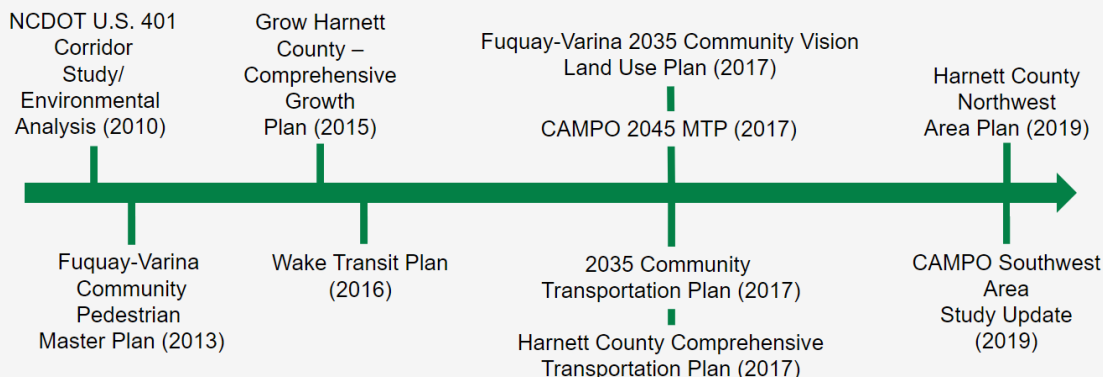 NCDOT U.S. 401
Corridor
Study/
Environmental
Analysis (2010)
Grow Harnett
County –
Comprehensive
Growth
Plan (2015)
Fuquay-Varina 2035 Community Vision
Land Use Plan (2017)
CAMPO 2045 MTP (2017)
Harnett County
Northwest
Area Plan (2019)
Fuquay-Varina
Community
Pedestrian
Master Plan (2013)
Wake Transit Plan
(2016)
2035 Community
Transportation Plan (2017)
Harnett County Comprehensive
Transportation Plan (2017)
CAMPO Southwest
Area
Study Update
(2019)